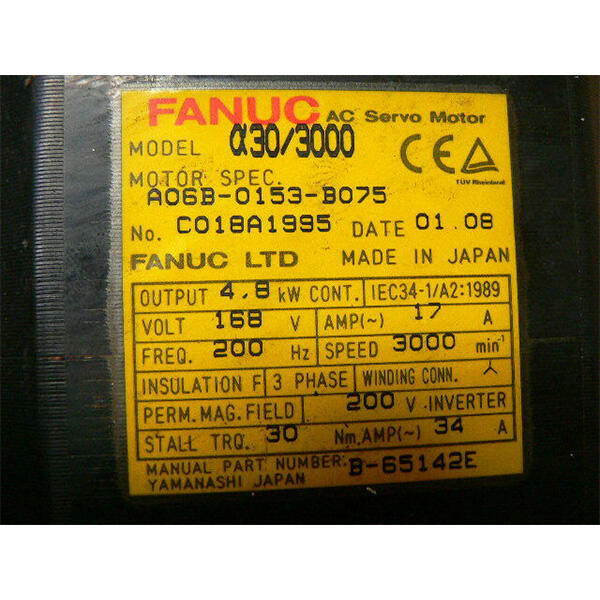 FANUC AC Servo Motor
MODEL α30/3000
CE TÜV Rheinland
MOTOR SPEC.
A06B-0153-B075
No. C018A1995 DATE 01.08
FANUC LTD MADE IN JAPAN
OUTPUT 4.8 kW CONT. IEC34-1/A2:1989
VOLT 168 V AMP(~) 17 A
FREQ. 200 Hz SPEED 3000 min⁻¹
INSULATION F 3 PHASE WINDING CONN.
PERM.MAG.FIELD 200 V INVERTER
STALL TRQ. 30 Nm,AMP(~) 34 A
MANUAL PART NUMBER: B-65142E
YAMANASHI JAPAN